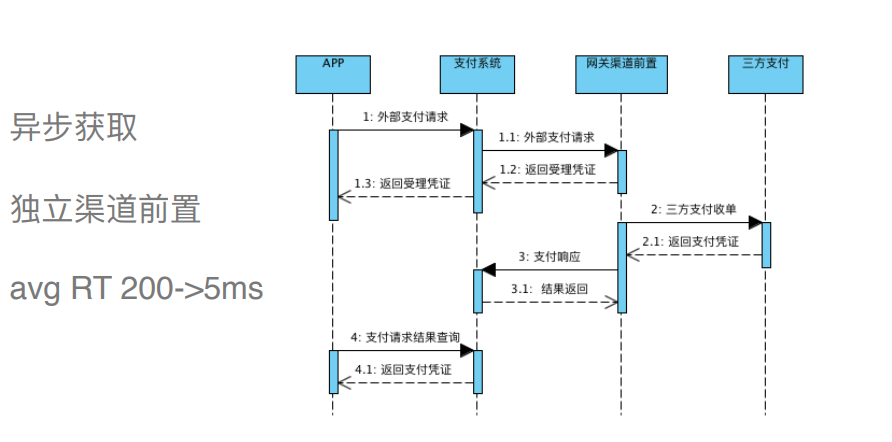 异步获取
独立渠道前置
avg RT 200->5ms
APP
支付系统
网关渠道前置
三方支付
1: 外部支付请求
1.1: 外部支付请求
1.2: 返回受理凭证
1.3: 返回受理凭证
2: 三方支付收单
2.1: 返回支付凭证
3: 支付响应
3.1: 结果返回
4: 支付请求结果查询
4.1: 返回支付凭证